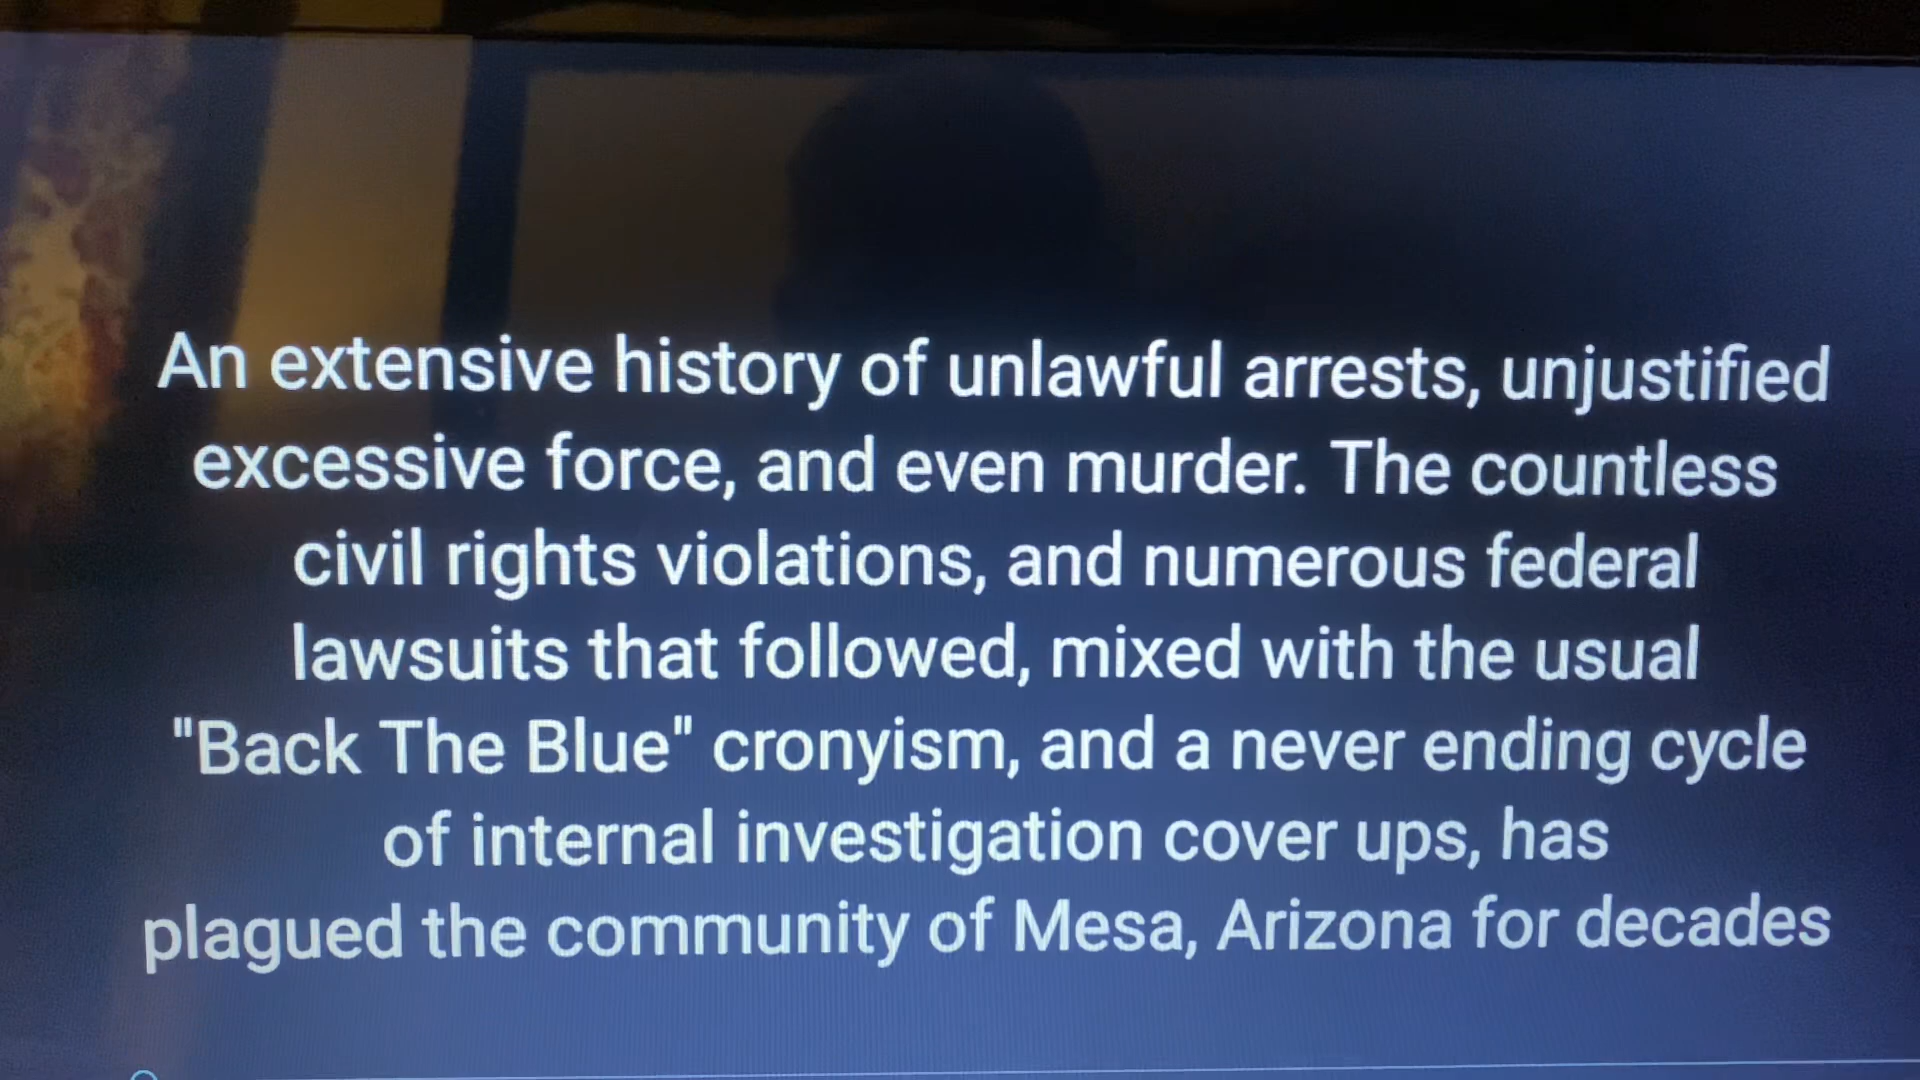 An extensive history of unlawful arrests, unjustified
excessive force, and even murder. The countless
civil rights violations, and numerous federal
lawsuits that followed, mixed with the usual
"Back The Blue" cronyism, and a never ending cycle
of internal investigation cover ups, has
plagued the community of Mesa, Arizona for decades